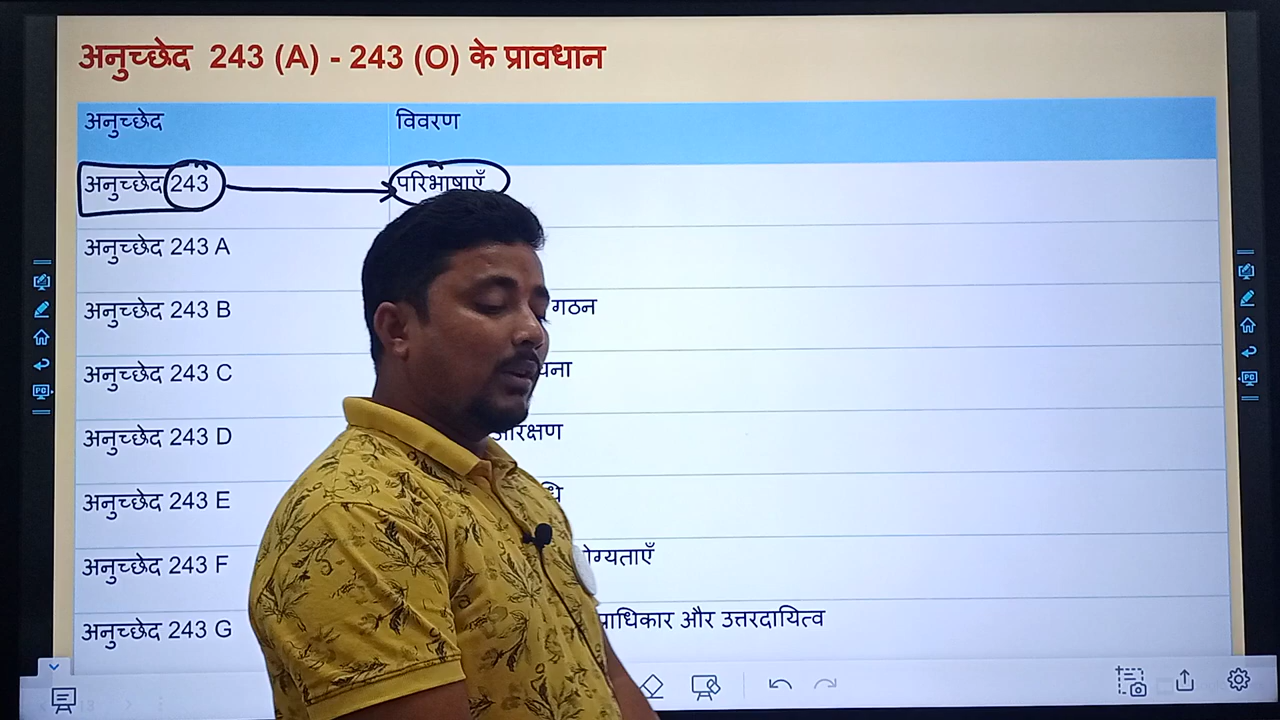 अनुच्छेद 243 (A) - 243 (O) के प्रावधान
अनुच्छेद विवरण
अनुच्छेद 243 परिभाषाएँ
अनुच्छेद 243 A
अनुच्छेद 243 B गठन
अनुच्छेद 243 C
अनुच्छेद 243 D आरक्षण
अनुच्छेद 243 E
अनुच्छेद 243 F
अनुच्छेद 243 G प्राधिकार और उत्तरदायित्व